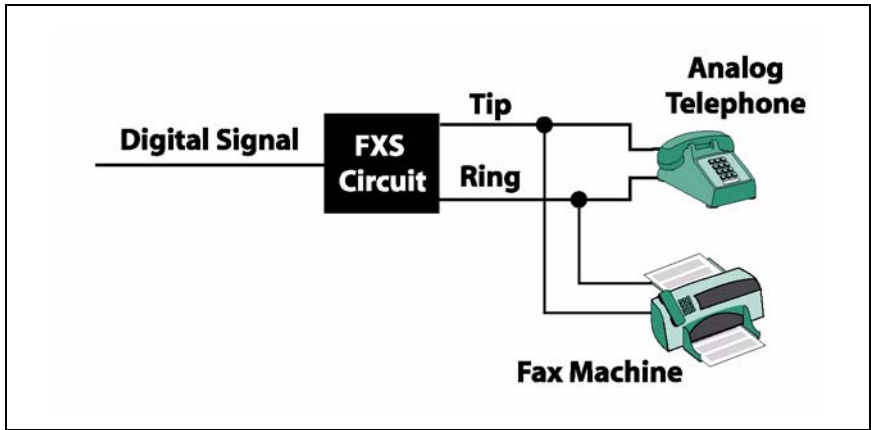 Analog
Telephone
Tip
Digital Signal
FXS
Circuit
Ring
Fax Machine